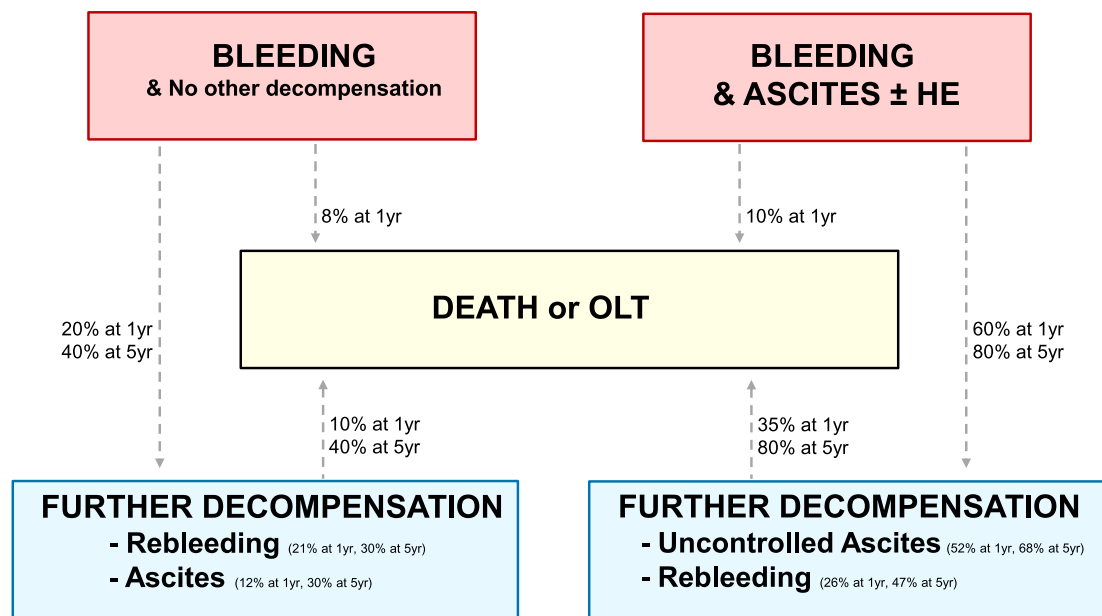 BLEEDING
& No other decompensation
BLEEDING
& ASCITES ± HE
8% at 1yr
10% at 1yr
DEATH or OLT
20% at 1yr
40% at 5yr
60% at 1yr
80% at 5yr
10% at 1yr
40% at 5yr
35% at 1yr
80% at 5yr
FURTHER DECOMPENSATION
- Rebleeding (21% at 1yr, 30% at 5yr)
- Ascites (12% at 1yr, 30% at 5yr)
FURTHER DECOMPENSATION
- Uncontrolled Ascites (52% at 1yr, 68% at 5yr)
- Rebleeding (26% at 1yr, 47% at 5yr)